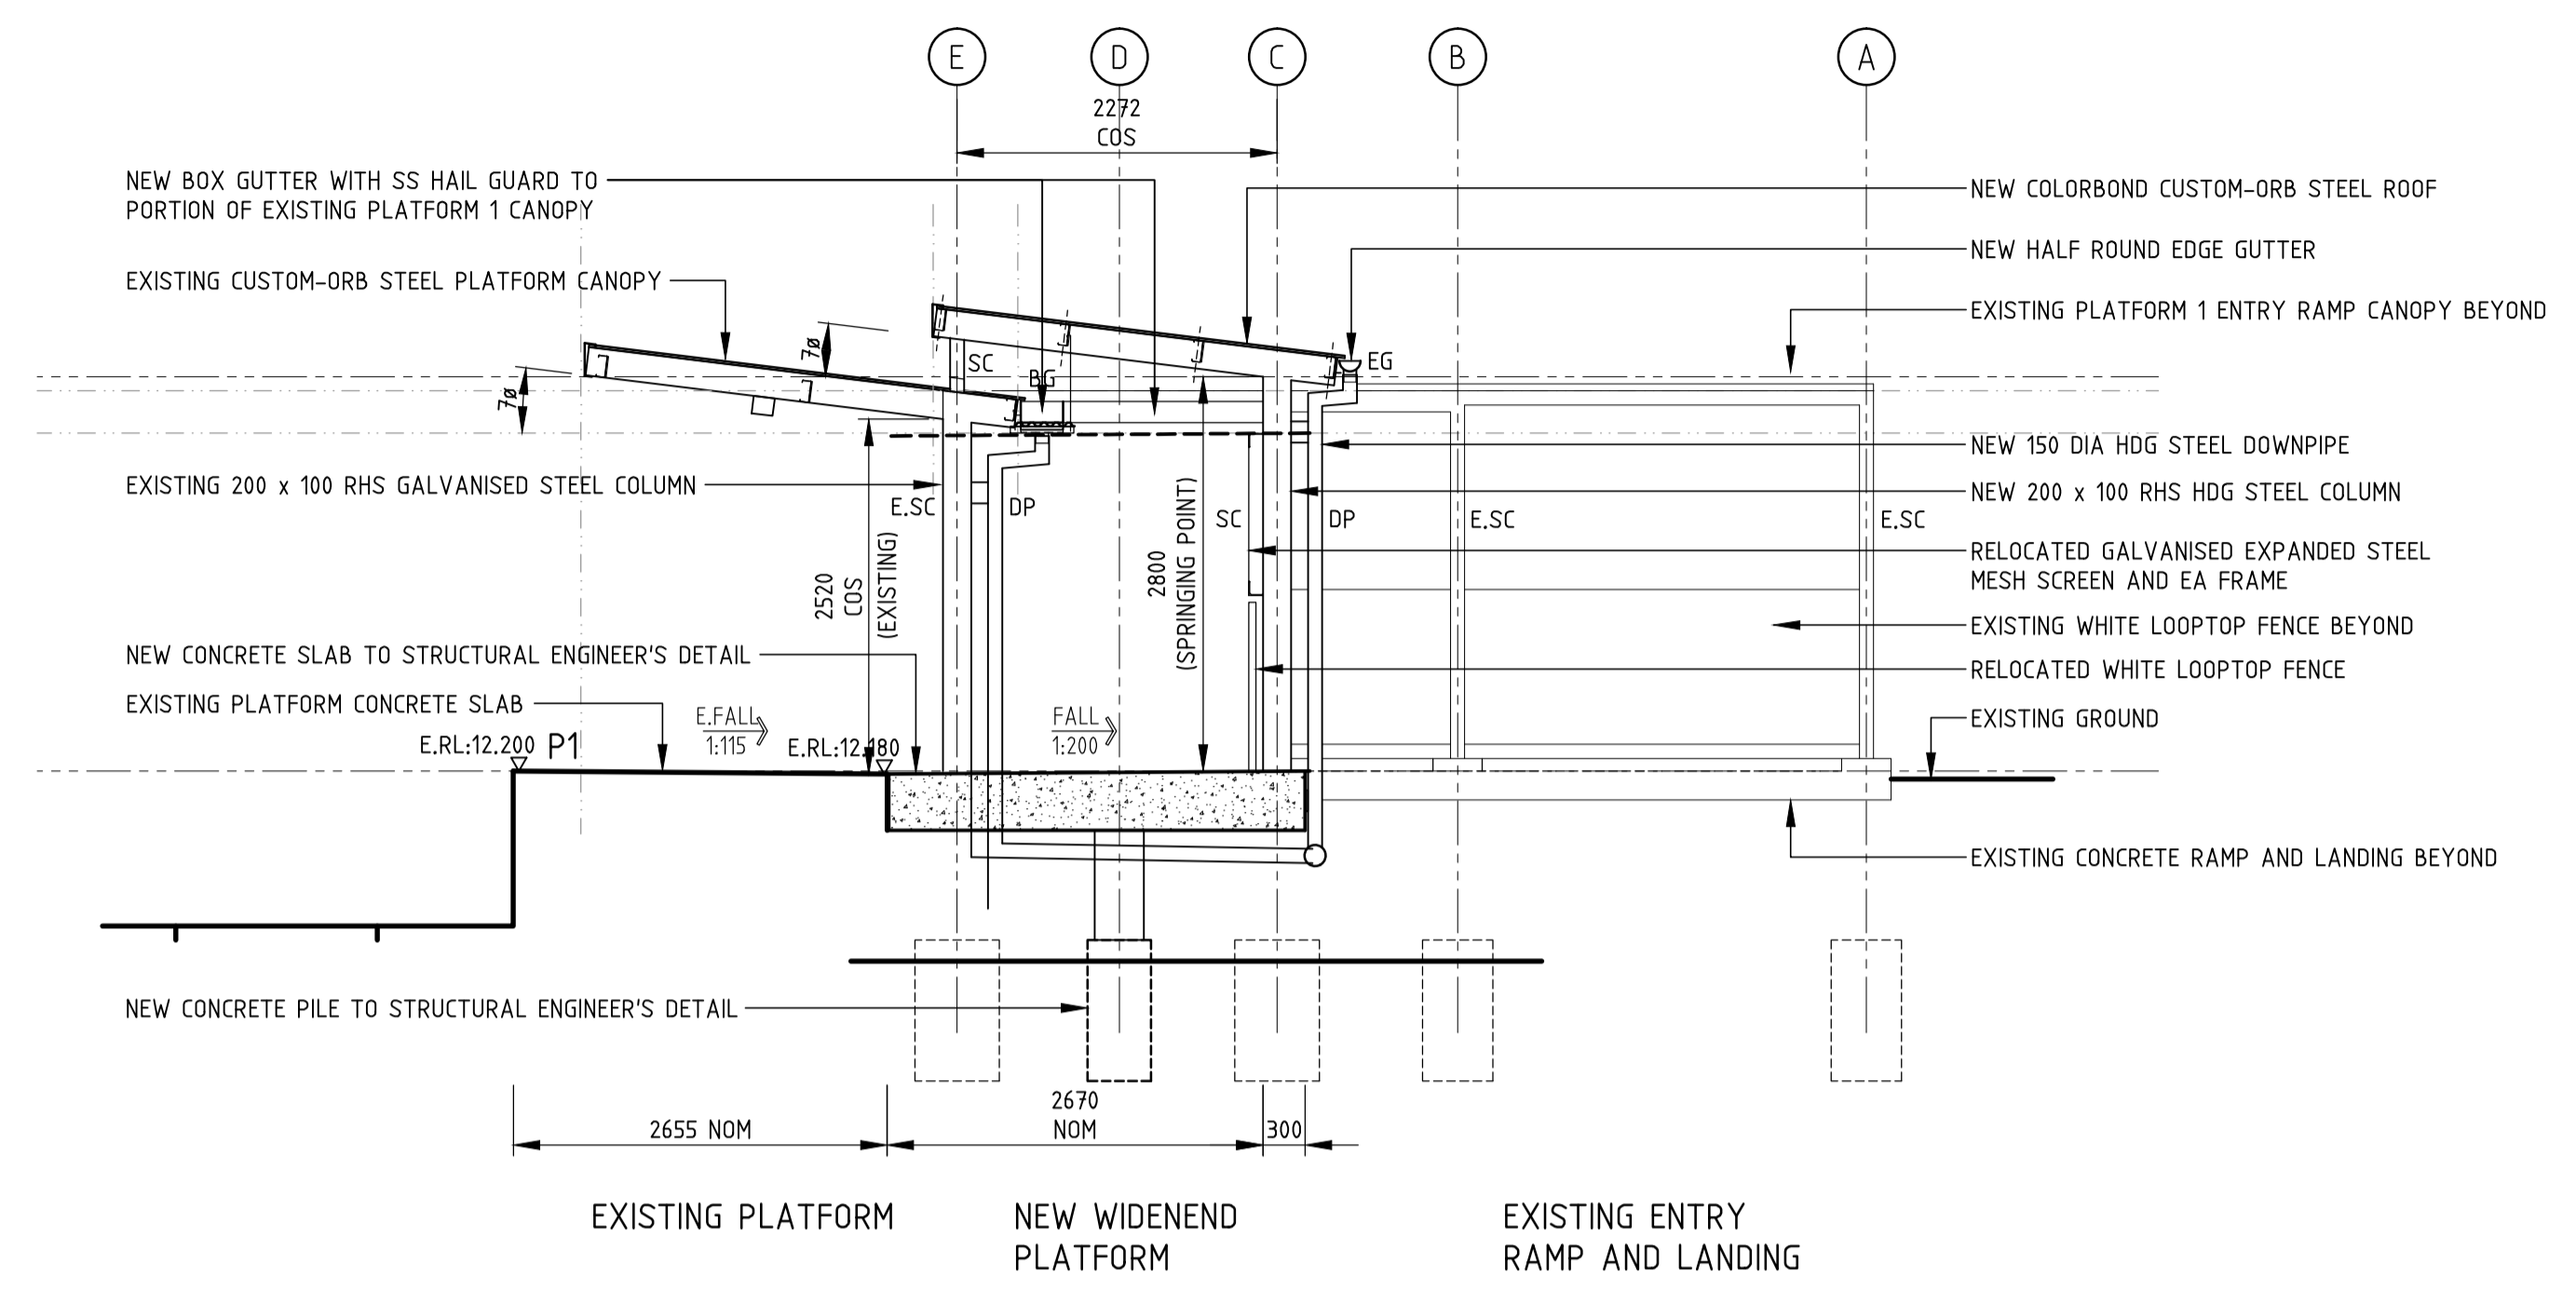 E
D
C
B
A
2272
COS
NEW BOX GUTTER WITH SS HAIL GUARD TO
PORTION OF EXISTING PLATFORM 1 CANOPY
EXISTING CUSTOM-ORB STEEL PLATFORM CANOPY
NEW COLORBOND CUSTOM-ORB STEEL ROOF
NEW HALF ROUND EDGE GUTTER
EXISTING PLATFORM 1 ENTRY RAMP CANOPY BEYOND
7ø
7ø
SC
BG
EG
NEW 150 DIA HDG STEEL DOWNPIPE
EXISTING 200 x 100 RHS GALVANISED STEEL COLUMN
NEW 200 x 100 RHS HDG STEEL COLUMN
E.SC
DP
SC
DP
E.SC
E.SC
2520
COS
(EXISTING)
2800
(SPRINGING POINT)
RELOCATED GALVANISED EXPANDED STEEL
MESH SCREEN AND EA FRAME
EXISTING WHITE LOOPTOP FENCE BEYOND
NEW CONCRETE SLAB TO STRUCTURAL ENGINEER'S DETAIL
RELOCATED WHITE LOOPTOP FENCE
EXISTING PLATFORM CONCRETE SLAB
EXISTING GROUND
E.FALL
1:115
FALL
1:200
E.RL:12.200 P1
E.RL:12.180
EXISTING CONCRETE RAMP AND LANDING BEYOND
NEW CONCRETE PILE TO STRUCTURAL ENGINEER'S DETAIL
2655 NOM
2670
NOM
300
EXISTING PLATFORM
NEW WIDENEND
PLATFORM
EXISTING ENTRY
RAMP AND LANDING